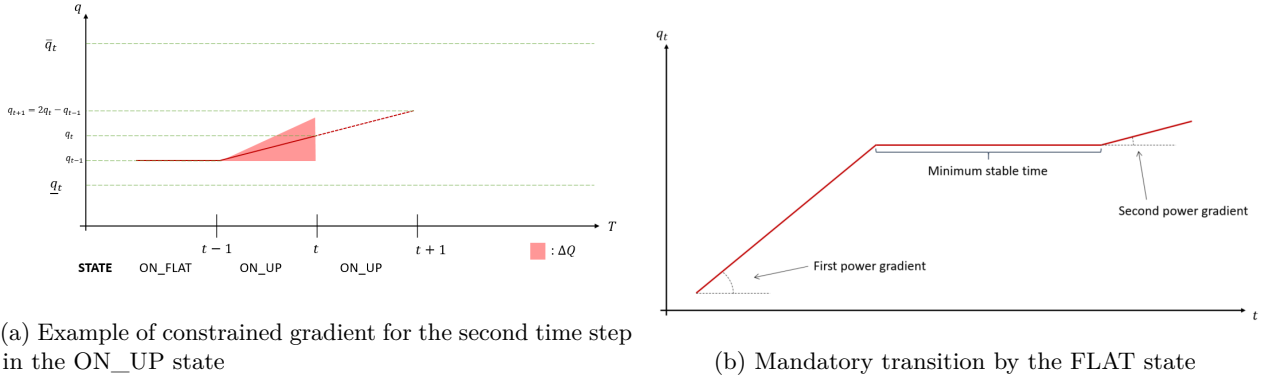 q
q̄_t
q_{t+1} = 2q_t − q_{t−1}
q_t
q_{t−1}
q̲_t
T
t − 1
t
t + 1
: ΔQ
STATE ON_FLAT ON_UP ON_UP
(a) Example of constrained gradient for the second time step
in the ON_UP state
q_t
Minimum stable time
Second power gradient
First power gradient
t
(b) Mandatory transition by the FLAT state